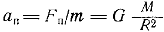 aₙ = Fₙ/m = G M/R²